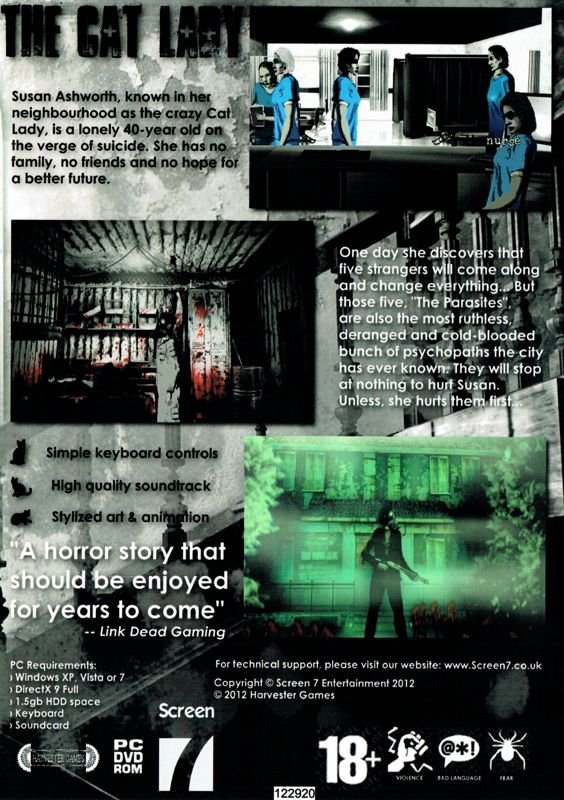 THE CAT LADY
Susan Ashworth, known in her
neighbourhood as the crazy Cat
Lady, is a lonely 40-year old on
the verge of suicide. She has no
family, no friends and no hope for
a better future.
nurse
One day she discovers that
five strangers will come along
and change everything... But
those five, "The Parasites",
are also the most ruthless,
deranged and cold-blooded
bunch of psychopaths the city
has ever known. They will stop
at nothing to hurt Susan.
Unless, she hurts them first...
Simple keyboard controls
High quality soundtrack
Stylized art & animation
"A horror story that
should be enjoyed
for years to come"
-- Link Dead Gaming
PC Requirements:
› Windows XP, Vista or 7
› DirectX 9 Full
› 1.5gb HDD space
› Keyboard
› Soundcard
For technical support, please visit our website: www.Screen7.co.uk
Copyright © Screen 7 Entertainment 2012
© 2012 Harvester Games
HARVESTER GAMES
PC
DVD
ROM
Screen
7
18+
VIOLENCE
@*!
BAD LANGUAGE
FEAR
122920